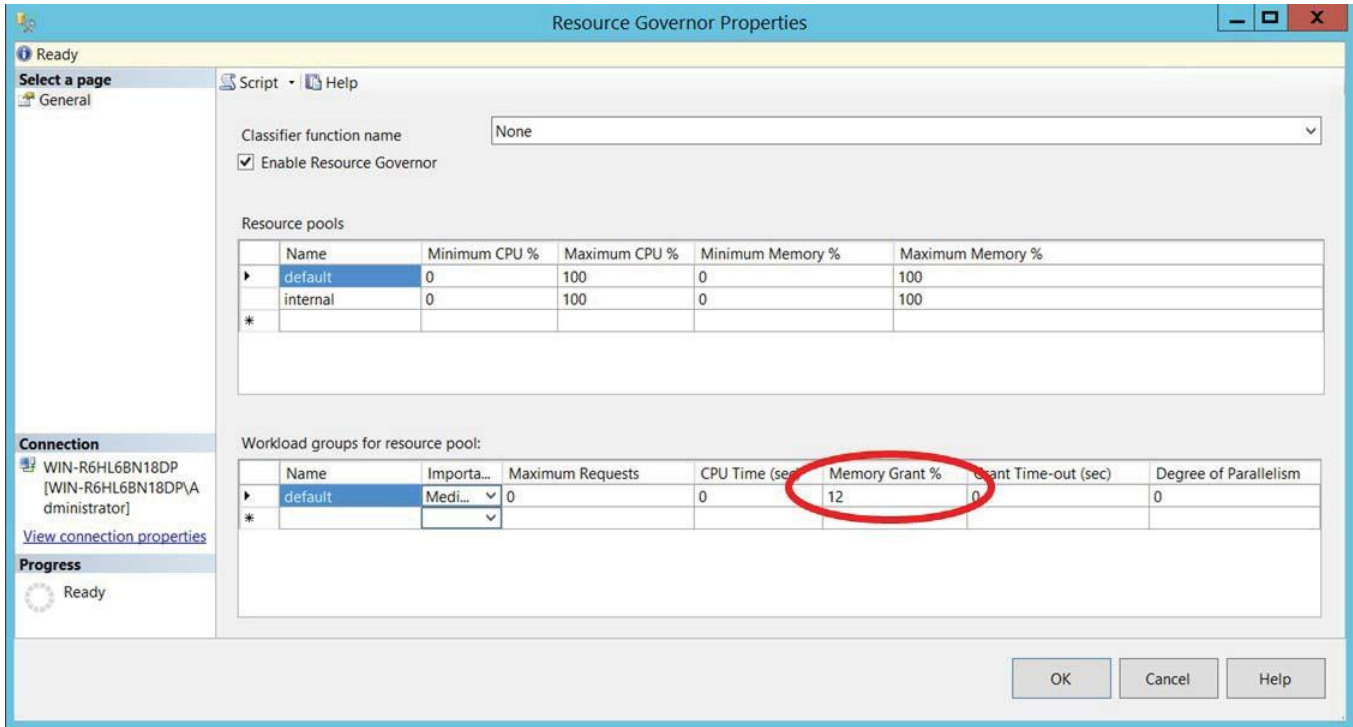 Resource Governor Properties
Ready
Select a page
General
Script Help
Classifier function name None
Enable Resource Governor
Resource pools
Name Minimum CPU % Maximum CPU % Minimum Memory % Maximum Memory %
default 0 100 0 100
internal 0 100 0 100
*
Connection
WIN-R6HL6BN18DP
[WIN-R6HL6BN18DP\A
dministrator]
View connection properties
Progress
Ready
Workload groups for resource pool:
Name Importa... Maximum Requests CPU Time (sec) Memory Grant % Grant Time-out (sec) Degree of Parallelism
default Medi... 0 0 12 0 0
*
OK Cancel Help